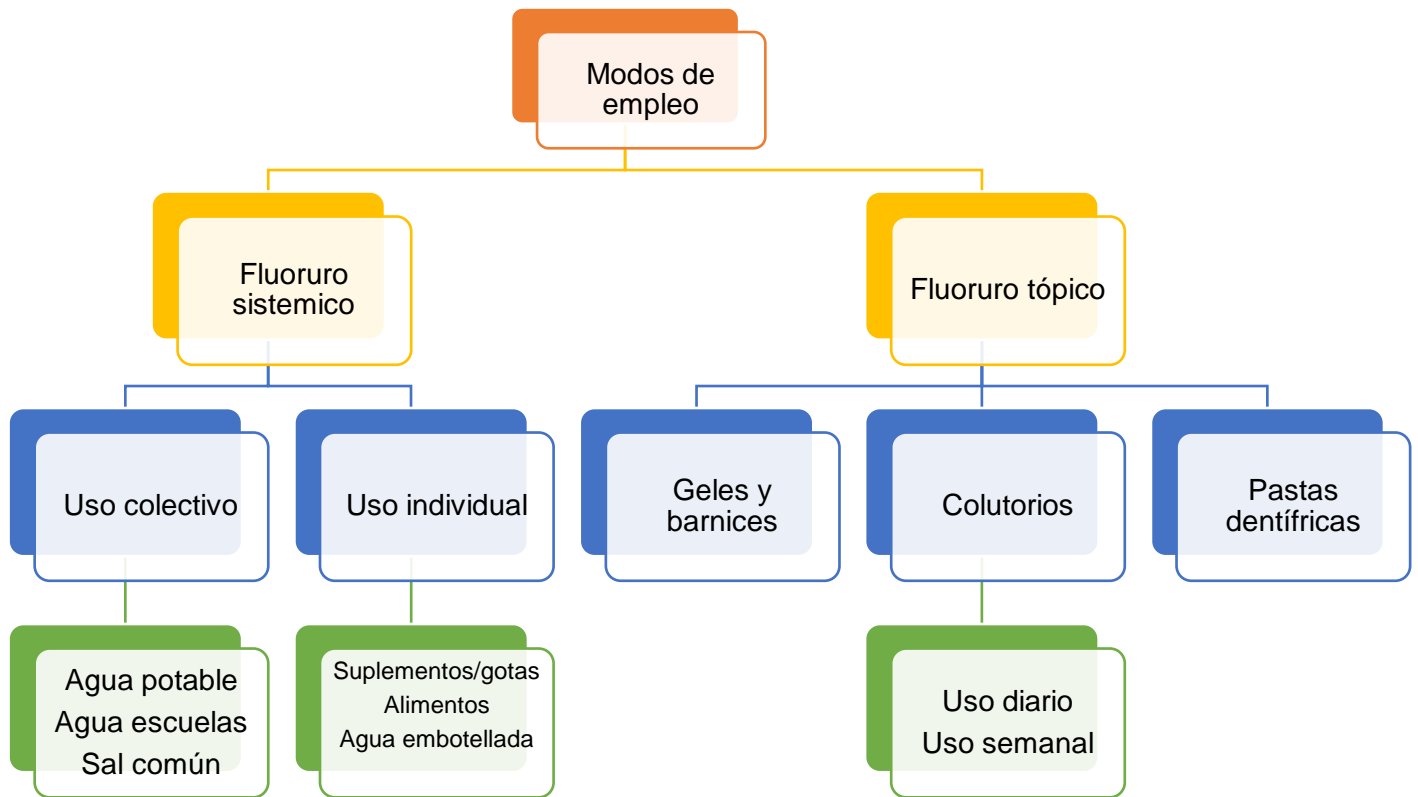 Modos de
empleo
Fluoruro
sistemico
Fluoruro tópico
Uso colectivo
Uso individual
Geles y
barnices
Colutorios
Pastas
dentífricas
Agua potable
Agua escuelas
Sal común
Suplementos/gotas
Alimentos
Agua embotellada
Uso diario
Uso semanal